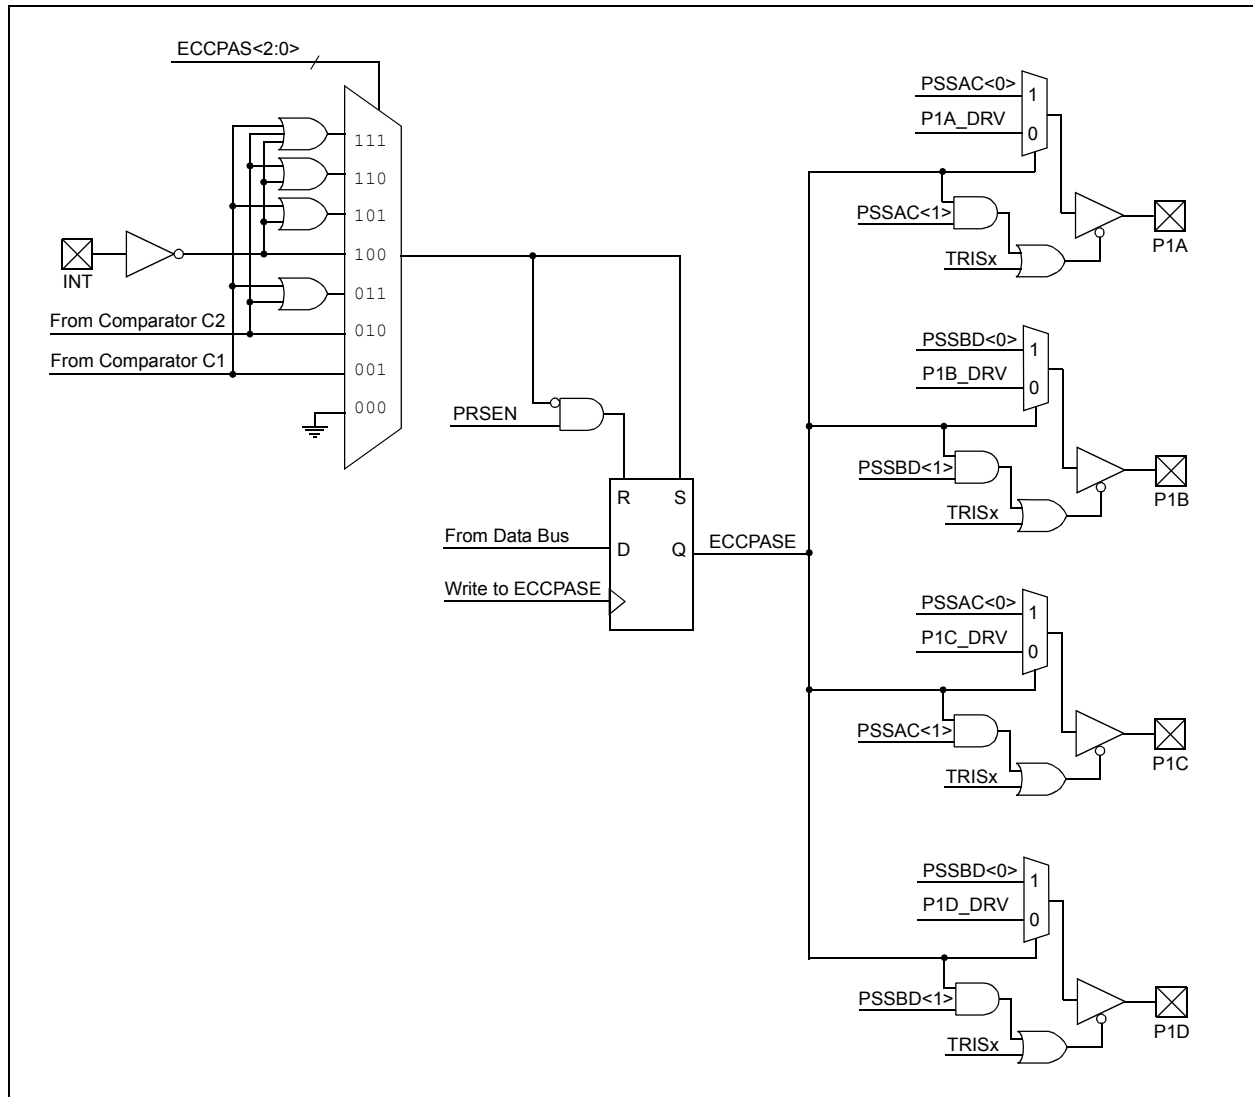 ECCPAS<2:0>
111
110
101
100
011
010
001
000
INT
From Comparator C2
From Comparator C1
PRSEN
R
S
From Data Bus
D
Q
ECCPASE
Write to ECCPASE
PSSAC<0>
1
P1A_DRV
0
PSSAC<1>
TRISx
P1A
PSSBD<0>
1
P1B_DRV
0
PSSBD<1>
TRISx
P1B
PSSAC<0>
1
P1C_DRV
0
PSSAC<1>
TRISx
P1C
PSSBD<0>
1
P1D_DRV
0
PSSBD<1>
TRISx
P1D